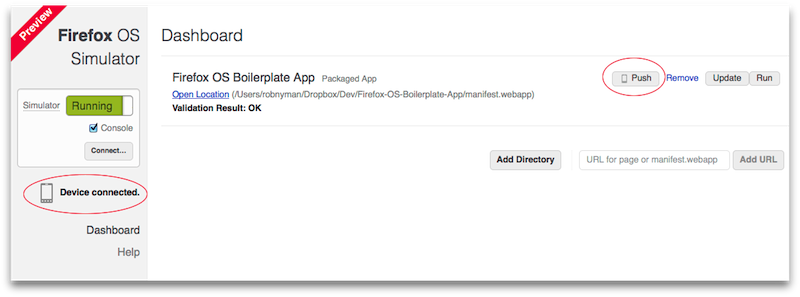 Preview
Firefox OS
Simulator
Simulator Running
Console
Connect...
Device connected.
Dashboard
Help
Dashboard
Firefox OS Boilerplate App Packaged App
Push Remove Update Run
Open Location (/Users/robnyman/Dropbox/Dev/Firefox-OS-Boilerplate-App/manifest.webapp)
Validation Result: OK
Add Directory URL for page or manifest.webapp Add URL